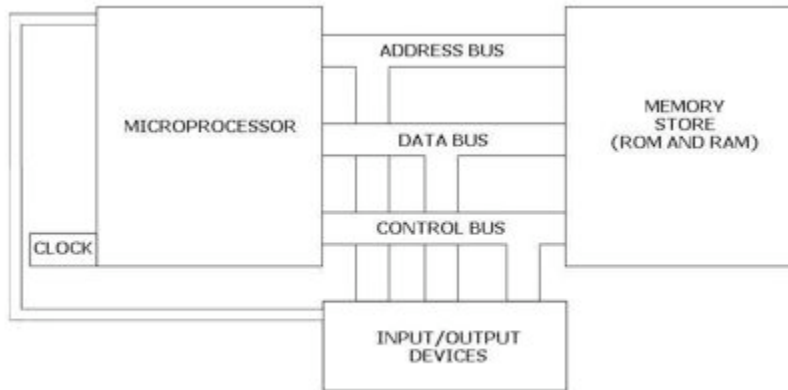 ADDRESS BUS
MICROPROCESSOR
MEMORY
STORE
(ROM AND RAM)
DATA BUS
CONTROL BUS
CLOCK
INPUT/OUTPUT
DEVICES